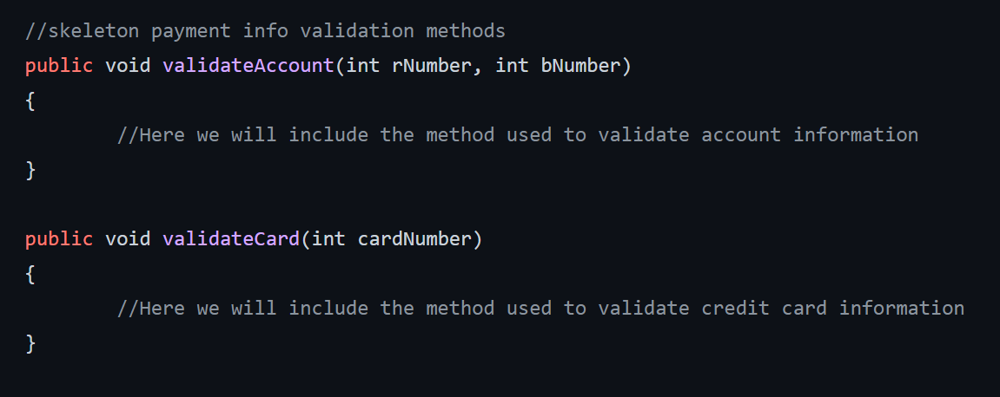 //skeleton payment info validation methods
public void validateAccount(int rNumber, int bNumber)
{
        //Here we will include the method used to validate account information
}

public void validateCard(int cardNumber)
{
        //Here we will include the method used to validate credit card information
}